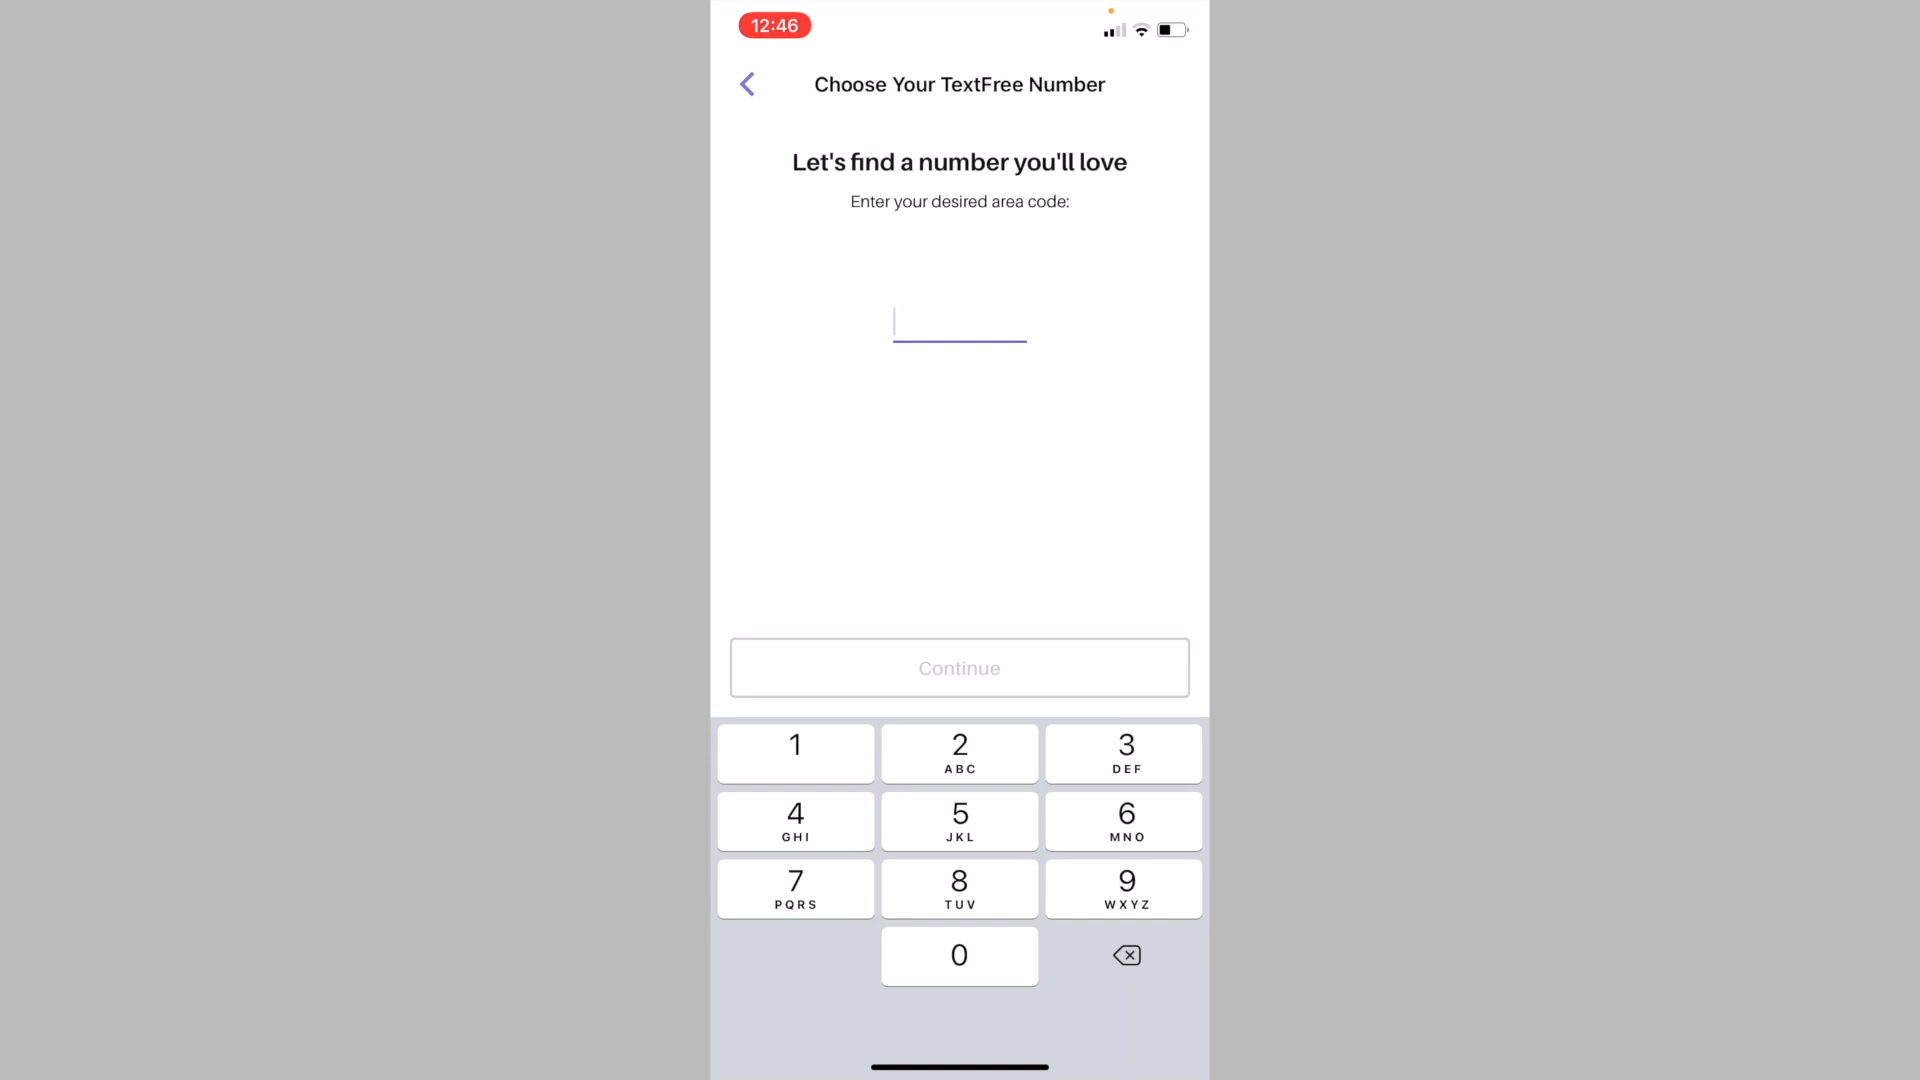 12:46
Choose Your TextFree Number
Let's find a number you'll love
Enter your desired area code:
Continue
1
2
ABC
3
DEF
4
GHI
5
JKL
6
MNO
7
PQRS
8
TUV
9
WXYZ
0